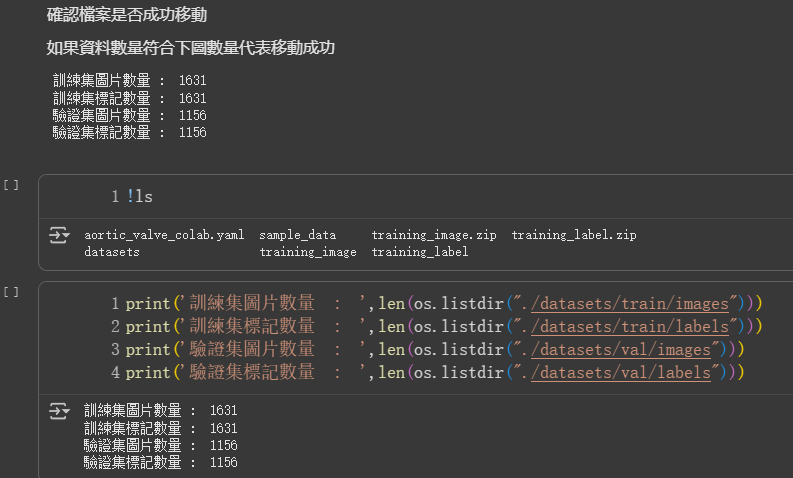 確認檔案是否成功移動
如果資料數量符合下圖數量代表移動成功
訓練集圖片數量 : 1631
訓練集標記數量 : 1631
驗證集圖片數量 : 1156
驗證集標記數量 : 1156
[ ]
1 !ls
aortic_valve_colab.yaml sample_data training_image.zip training_label.zip
datasets training_image training_label
[ ]
1 print('訓練集圖片數量 : ',len(os.listdir("./datasets/train/images")))
2 print('訓練集標記數量 : ',len(os.listdir("./datasets/train/labels")))
3 print('驗證集圖片數量 : ',len(os.listdir("./datasets/val/images")))
4 print('驗證集標記數量 : ',len(os.listdir("./datasets/val/labels")))
訓練集圖片數量 : 1631
訓練集標記數量 : 1631
驗證集圖片數量 : 1156
驗證集標記數量 : 1156